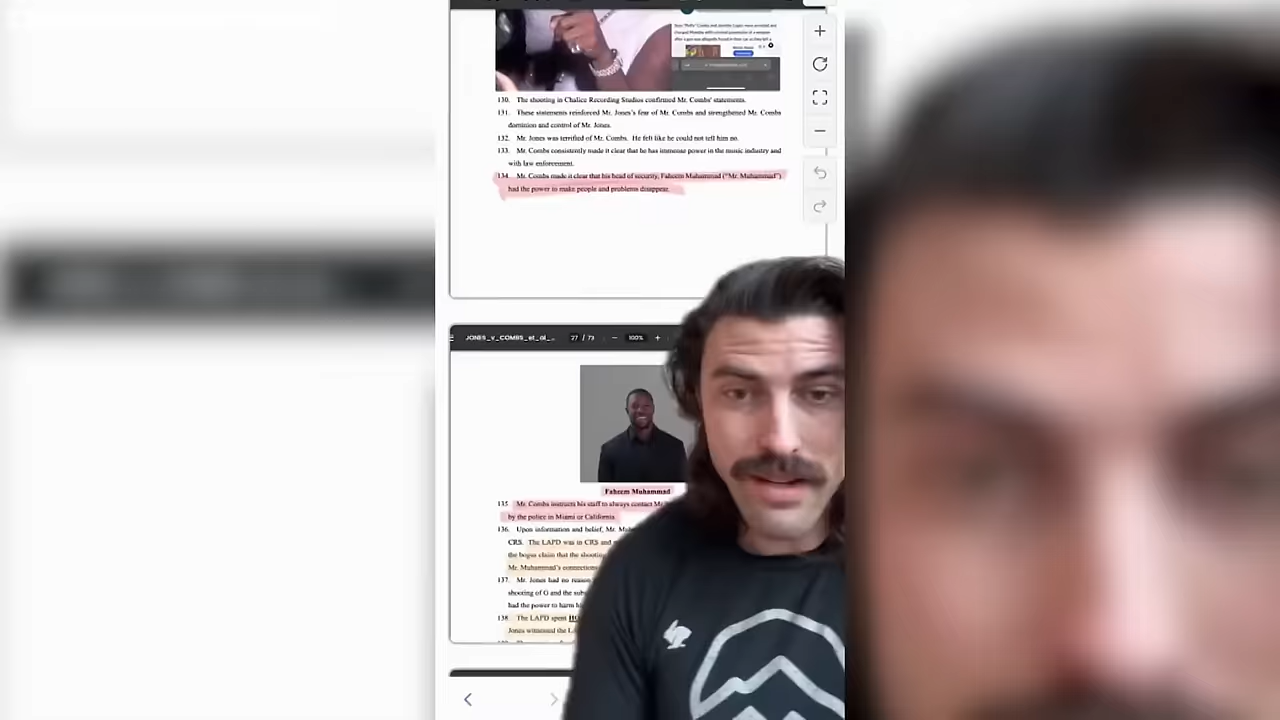 130. The shooting in Chalice Recording Studios confirmed Mr. Combs' statements.
131. These statements reinforced Mr. Jones's fear of Mr. Combs and strengthened Mr. Combs
dominion and control of Mr. Jones.
132. Mr. Jones was terrified of Mr. Combs. He felt like he could not tell him no.
133. Mr. Combs consistently made it clear that he has immense power in the music industry and
with law enforcement.
134. Mr. Combs made it clear that his head of security, Faheem Muhammad ("Mr. Muhammad")
had the power to make people and problems disappear.
JONES_v_COMBS_et_al_... 27 / 73 100%
Faheem Muhammad
135. Mr. Combs instructs his staff to always contact Mr.
by the police in Miami or California.
136. Upon information and belief, Mr.
CRS. The LAPD was in CRS and
the bogus claim that the shooting
Mr. Muhammad's connections
137. Mr. Jones had no reason
shooting of G and the
had the power to harm
138. The LAPD spent
Jones witnessed the